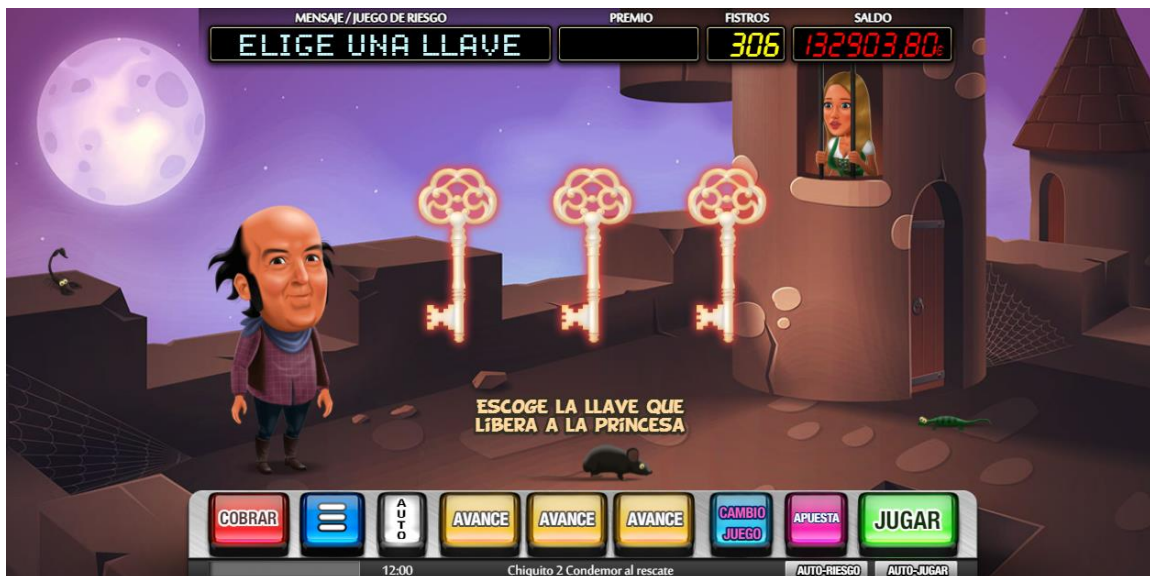 MENSAJE / JUEGO DE RIESGO
PREMIO
FISTROS
SALDO
ELIGE UNA LLAVE
306
132903,80€
ESCOGE LA LLAVE QUE
LIBERA A LA PRINCESA
COBRAR
AUTO
AVANCE
AVANCE
AVANCE
CAMBIO
JUEGO
APUESTA
JUGAR
12:00
Chiquito 2 Condemor al rescate
AUTO-RIESGO
AUTO-JUGAR